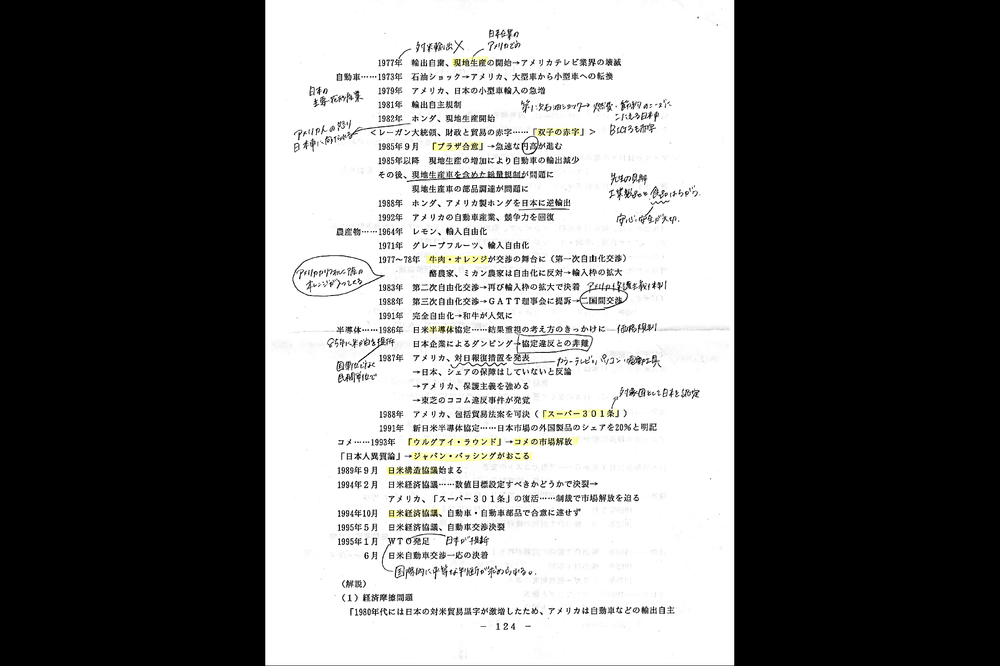 日本企業の
対米輸出✕ アメリカでの
1977年 輸出自粛、現地生産の開始→アメリカテレビ業界の壊滅
自動車……1973年 石油ショック→アメリカ、大型車から小型車への転換
日本の
主要・花形産業
1979年 アメリカ、日本の小型車輸入の急増
1981年 輸出自主規制
第1次石油ショック→燃費・節約のニーズに
こたえる日本車
BIG3も赤字
1982年 ホンダ、現地生産開始
アメリカ人の怒り
日本車に向けられる
<レーガン大統領、財政と貿易の赤字……「双子の赤字」>
1985年9月 「プラザ合意」→急速な円高が進む
1985年以降 現地生産の増加により自動車の輸出減少
その後、現地生産車を含めた総量規制が問題に
現地生産車の部品調達が問題に
先生の見解
工業製品と食品はちがう.
安心、安全が大切.
1988年 ホンダ、アメリカ製ホンダを日本に逆輸出
1992年 アメリカの自動車産業、競争力を回復
農産物……1964年 レモン、輸入自由化
1971年 グレープフルーツ、輸入自由化
1977～78年 牛肉・オレンジが交渉の舞台に(第一次自由化交渉)
酪農家、ミカン農家は自由化に反対→輸入枠の拡大
アメリカカリフォルニア産の
オレンジが入ってくる
1983年 第二次自由化交渉→再び輸入枠の拡大で決着 アメリカ保護主義体制
1988年 第三次自由化交渉→GATT理事会に提訴→二国間交渉
1991年 完全自由化→和牛が人気に
半導体……1986年 日米半導体協定……結果重視の考え方のきっかけに 価格規制
85年に米が日を提訴
日本企業によるダンピング→協定違反との非難
1987年 アメリカ、対日報復措置を発表 カラーテレビ、パソコン、電動工具
国単位でなく
民間単位で
→日本、シェアの保障はしていないと反論
→アメリカ、保護主義を強める
→東芝のココム違反事件が発覚
対象国として日本を認定
1988年 アメリカ、包括貿易法案を可決(「スーパー301条」)
1991年 新日米半導体協定……日本市場の外国製品のシェアを20%と明記
コメ……1993年 「ウルグアイ・ラウンド」→コメの市場解放
「日本人異質論」→ジャパン・バッシングがおこる
1989年9月 日米構造協議始まる
1994年2月 日米経済協議……数値目標設定すべきかどうかで決裂→
アメリカ、「スーパー301条」の復活……制裁で市場解放を迫る
1994年10月 日米経済協議、自動車・自動車部品で合意に達せず
1995年5月 日米経済協議、自動車交渉決裂
1995年1月 WTO発足 日本が提訴
6月 日米自動車交渉一応の決着
国際的に平等な判断が求められる。
(解説)
(1)経済摩擦問題
「1980年代には日本の対米貿易黒字が激増したため、アメリカは自動車などの輸出自主
- 124 -